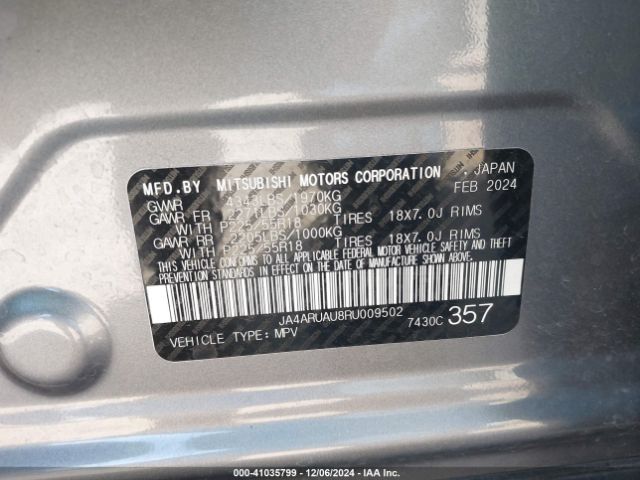 MFD.BY MITSUBISHI MOTORS CORPORATION , JAPAN
FEB 2024
GVWR 4343LBS 1970KG
GAWR FR 2271LBS 1030KG
WITH P225/55R18 TIRES 18X7.0J RIMS
GAWR RR 2205LBS 1000KG
WITH P225/55R18 TIRES 18X7.0J RIMS
THIS VEHICLE CONFORMS TO ALL APPLICABLE FEDERAL MOTOR VEHICLE SAFETY AND THEFT
PREVENTION STANDARDS IN EFFECT ON THE DATE OF MANUFACTURE SHOWN ABOVE.
JA4ARUAU8RU009502
VEHICLE TYPE: MPV 7430C 357
000-41035799 - 12/06/2024 - IAA Inc.